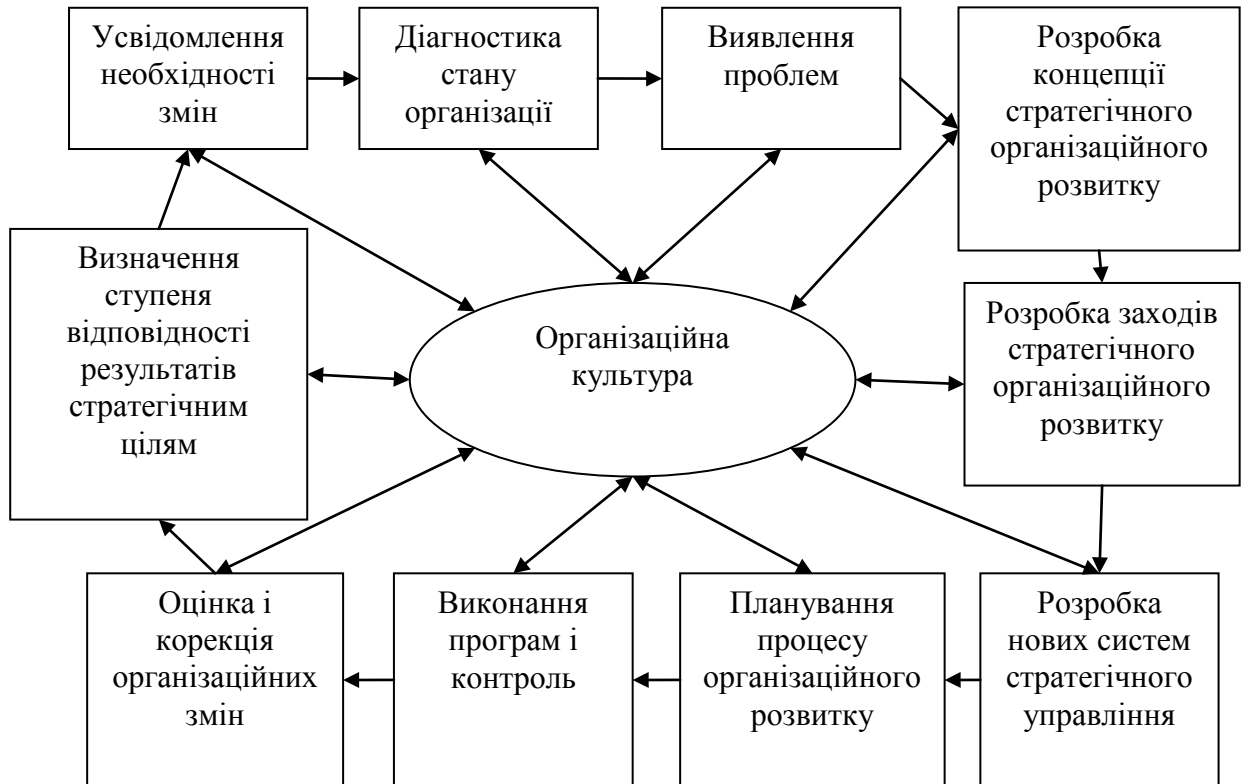 Усвідомлення
необхідності
змін
Діагностика
стану
організації
Виявлення
проблем
Розробка
концепції
стратегічного
організаційного
розвитку
Визначення
ступеня
відповідності
результатів
стратегічним
цілям
Організаційна
культура
Розробка заходів
стратегічного
організаційного
розвитку
Оцінка і
корекція
організаційних
змін
Виконання
програм і
контроль
Планування
процесу
організаційного
розвитку
Розробка
нових систем
стратегічного
управління